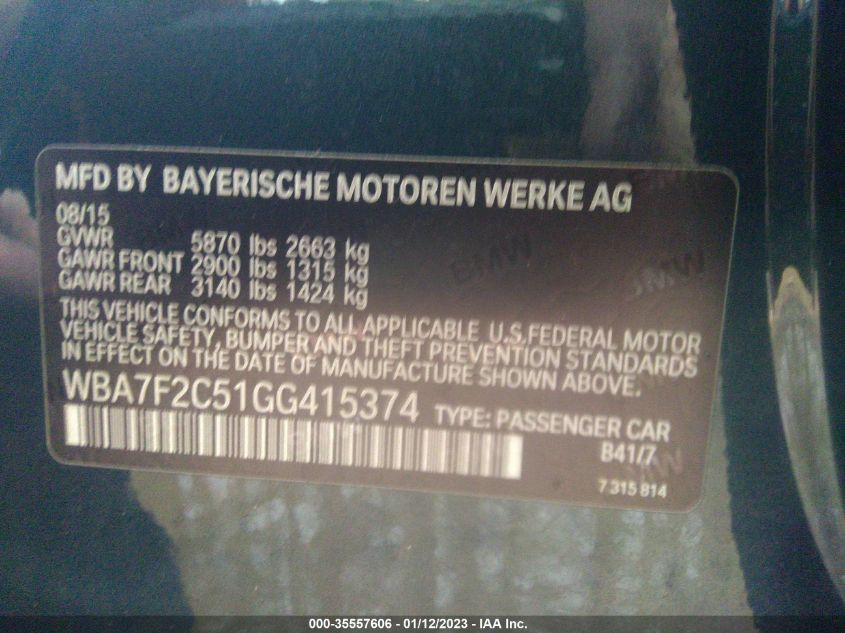 MFD BY BAYERISCHE MOTOREN WERKE AG
08/15
GVWR 5870 lbs 2663 kg
GAWR FRONT 2900 lbs 1315 kg
GAWR REAR 3140 lbs 1424 kg
THIS VEHICLE CONFORMS TO ALL APPLICABLE U.S.FEDERAL MOTOR
VEHICLE SAFETY, BUMPER AND THEFT PREVENTION STANDARDS
IN EFFECT ON THE DATE OF MANUFACTURE SHOWN ABOVE.
WBA7F2C51GG415374 TYPE: PASSENGER CAR
B41/7
7 315 814
BMW
BMW
BMW
000-35557606 - 01/12/2023 - IAA Inc.